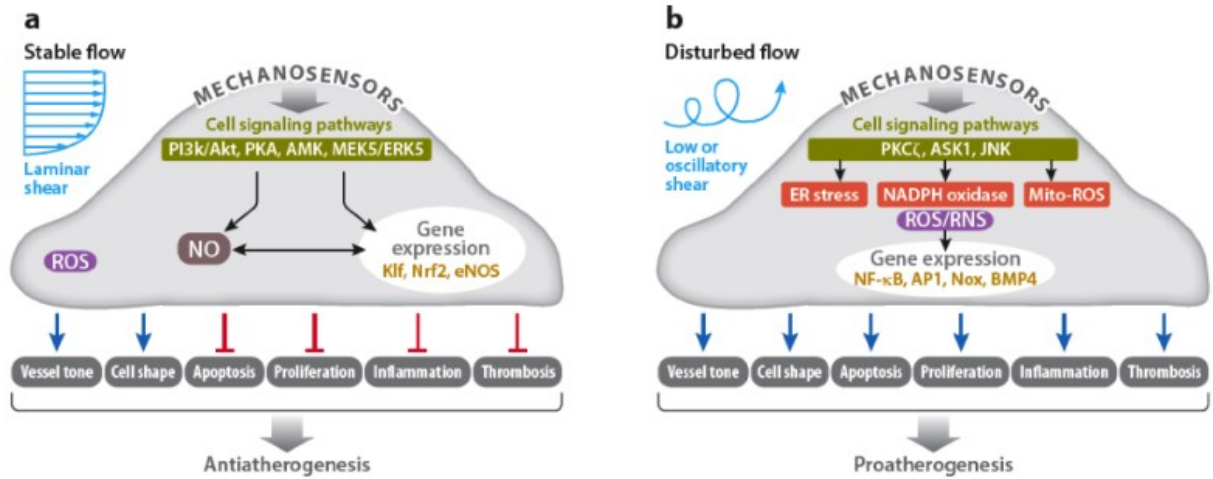 a
Stable flow
MECHANOSENSORS
Cell signaling pathways
PI3k/Akt, PKA, AMK, MEK5/ERK5
Laminar
shear
NO
ROS
Gene
expression
Klf, Nrf2, eNOS
Vessel tone
Cell shape
Apoptosis
Proliferation
Inflammation
Thrombosis
Antiatherogenesis
b
Disturbed flow
MECHANOSENSORS
Cell signaling pathways
PKCζ, ASK1, JNK
Low or
oscillatory
shear
ER stress
NADPH oxidase
Mito-ROS
ROS/RNS
Gene expression
NF-κB, AP1, Nox, BMP4
Vessel tone
Cell shape
Apoptosis
Proliferation
Inflammation
Thrombosis
Proatherogenesis